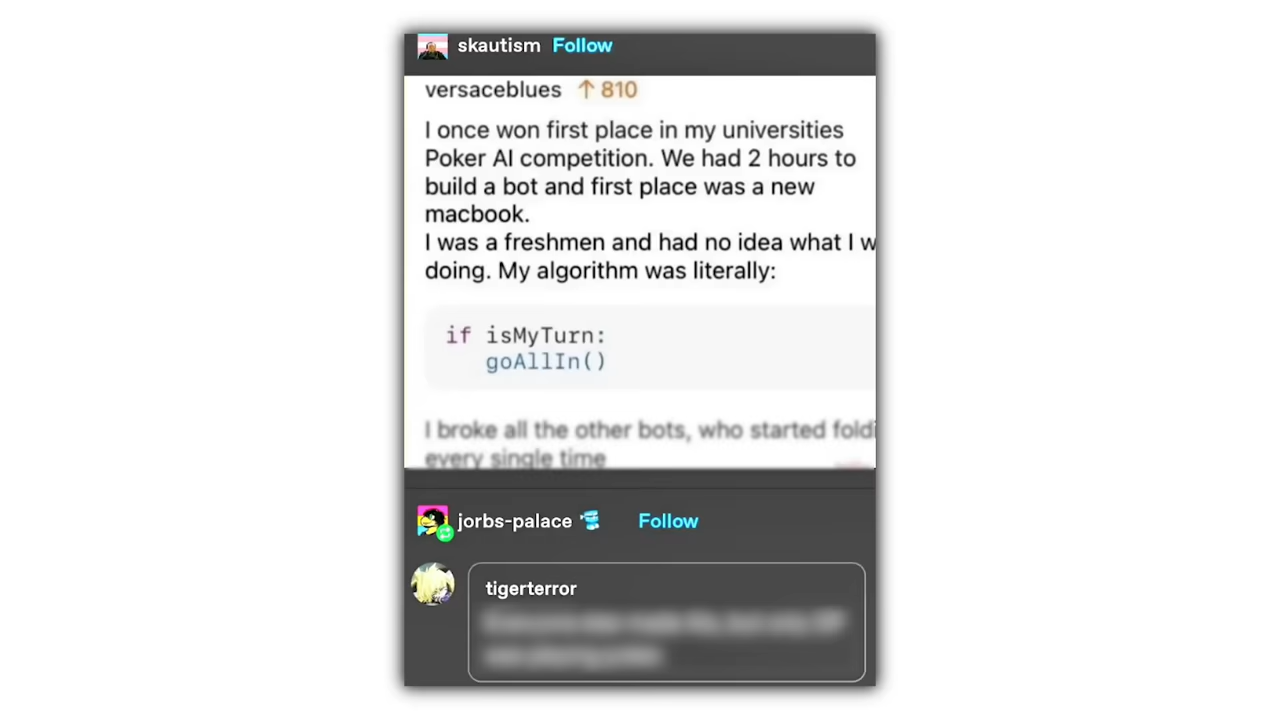 skautism Follow
versaceblues ↑ 810
I once won first place in my universities
Poker AI competition. We had 2 hours to
build a bot and first place was a new
macbook.
I was a freshmen and had no idea what I w
doing. My algorithm was literally:
if isMyTurn:
goAllIn()
I broke all the other bots, who started foldi
every single time
jorbs-palace Follow
tigerterror